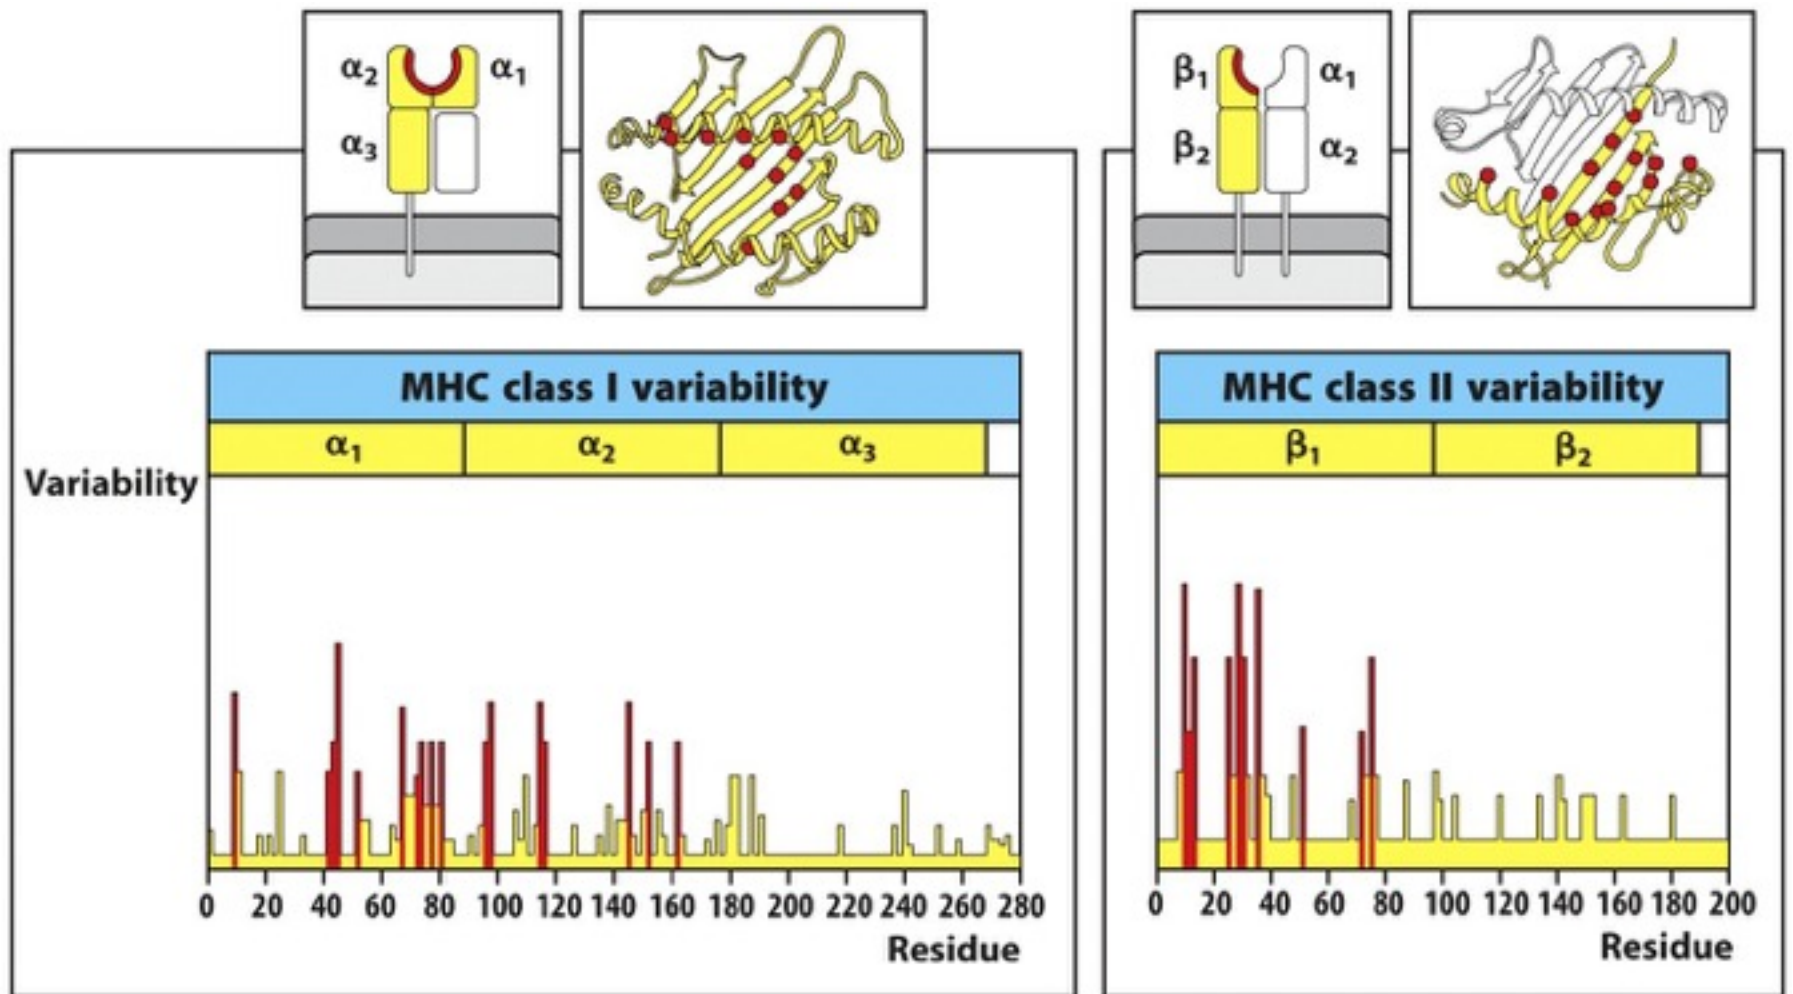 α2 α1
α3
β1 α1
β2 α2
MHC class I variability
α1 α2 α3
Variability
0 20 40 60 80 100 120 140 160 180 200 220 240 260 280
Residue
MHC class II variability
β1 β2
0 20 40 60 80 100 120 140 160 180 200
Residue